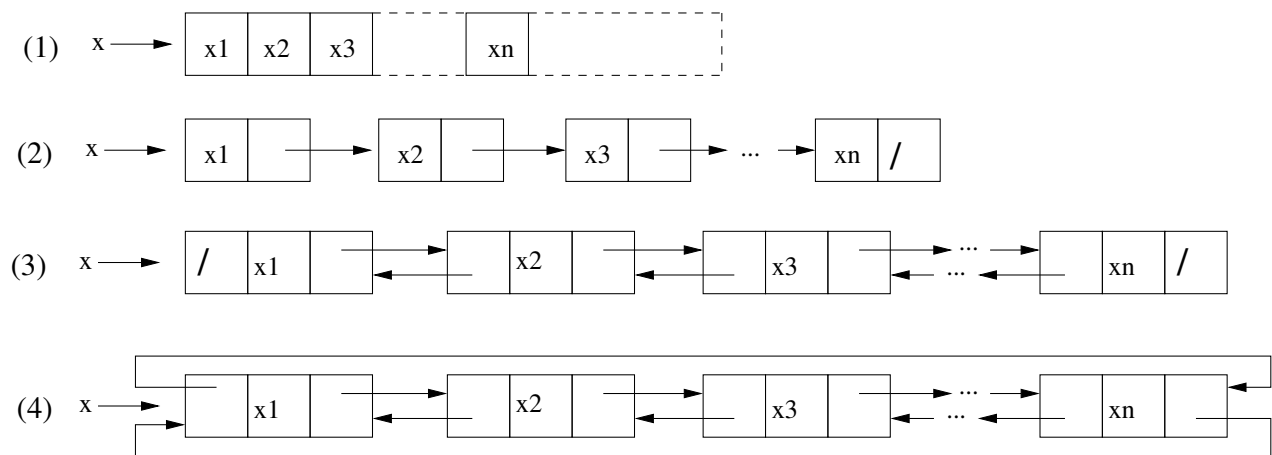 (1) x x1 x2 x3 xn
(2) x x1 x2 x3 ... xn /
(3) x / x1 x2 x3 ... ... xn /
(4) x x1 x2 x3 ... ... xn